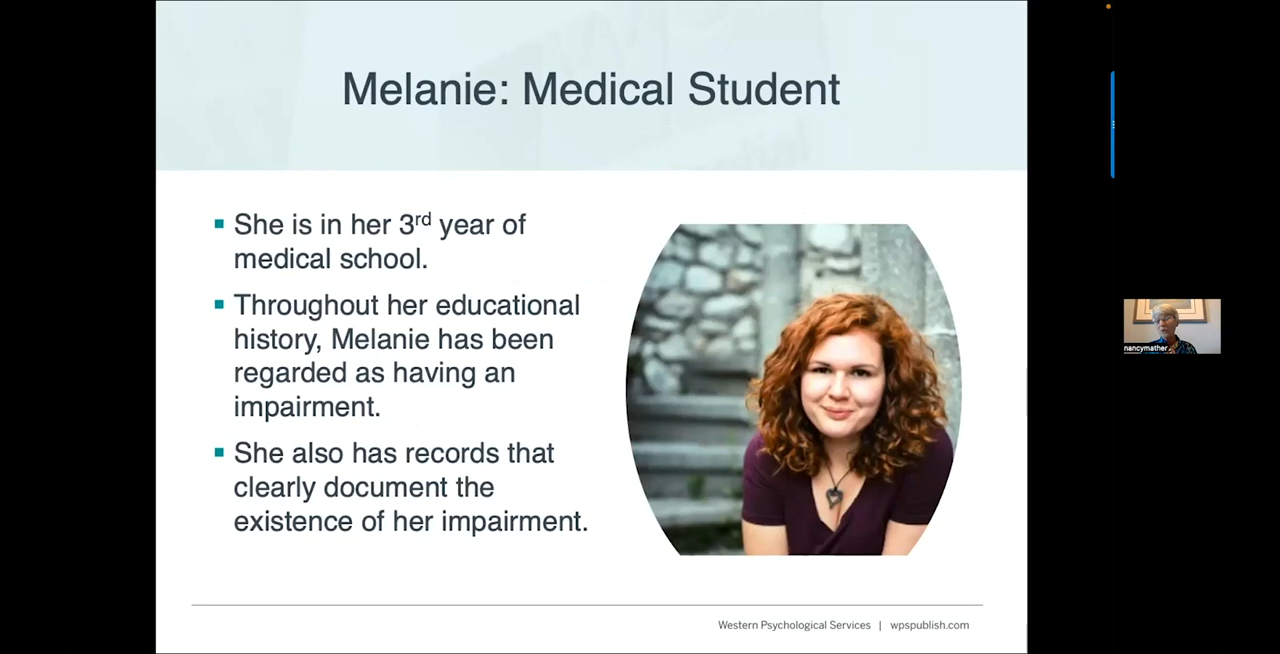 Melanie: Medical Student
▪ She is in her 3rd year of
medical school.
▪ Throughout her educational
history, Melanie has been
regarded as having an
impairment.
▪ She also has records that
clearly document the
existence of her impairment.
Western Psychological Services | wpspublish.com
nancymather